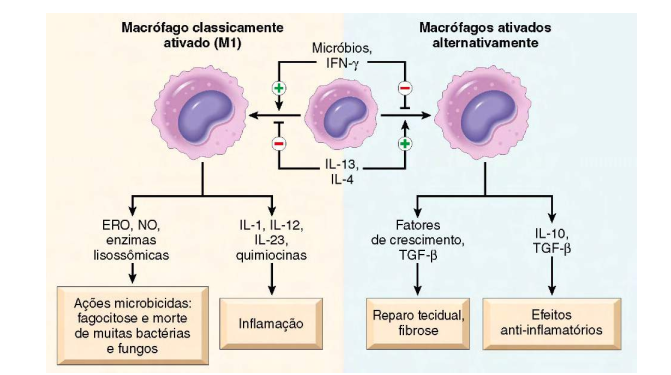 Macrófago classicamente
ativado (M1)
Micróbios,
IFN-γ
Macrófagos ativados
alternativamente
+
−
−
+
IL-13,
IL-4
ERO, NO,
enzimas
lisossômicas
IL-1, IL-12,
IL-23,
quimiocinas
Fatores
de crescimento,
TGF-β
IL-10,
TGF-β
Ações microbicidas:
fagocitose e morte
de muitas bactérias
e fungos
Inflamação
Reparo tecidual,
fibrose
Efeitos
anti-inflamatórios